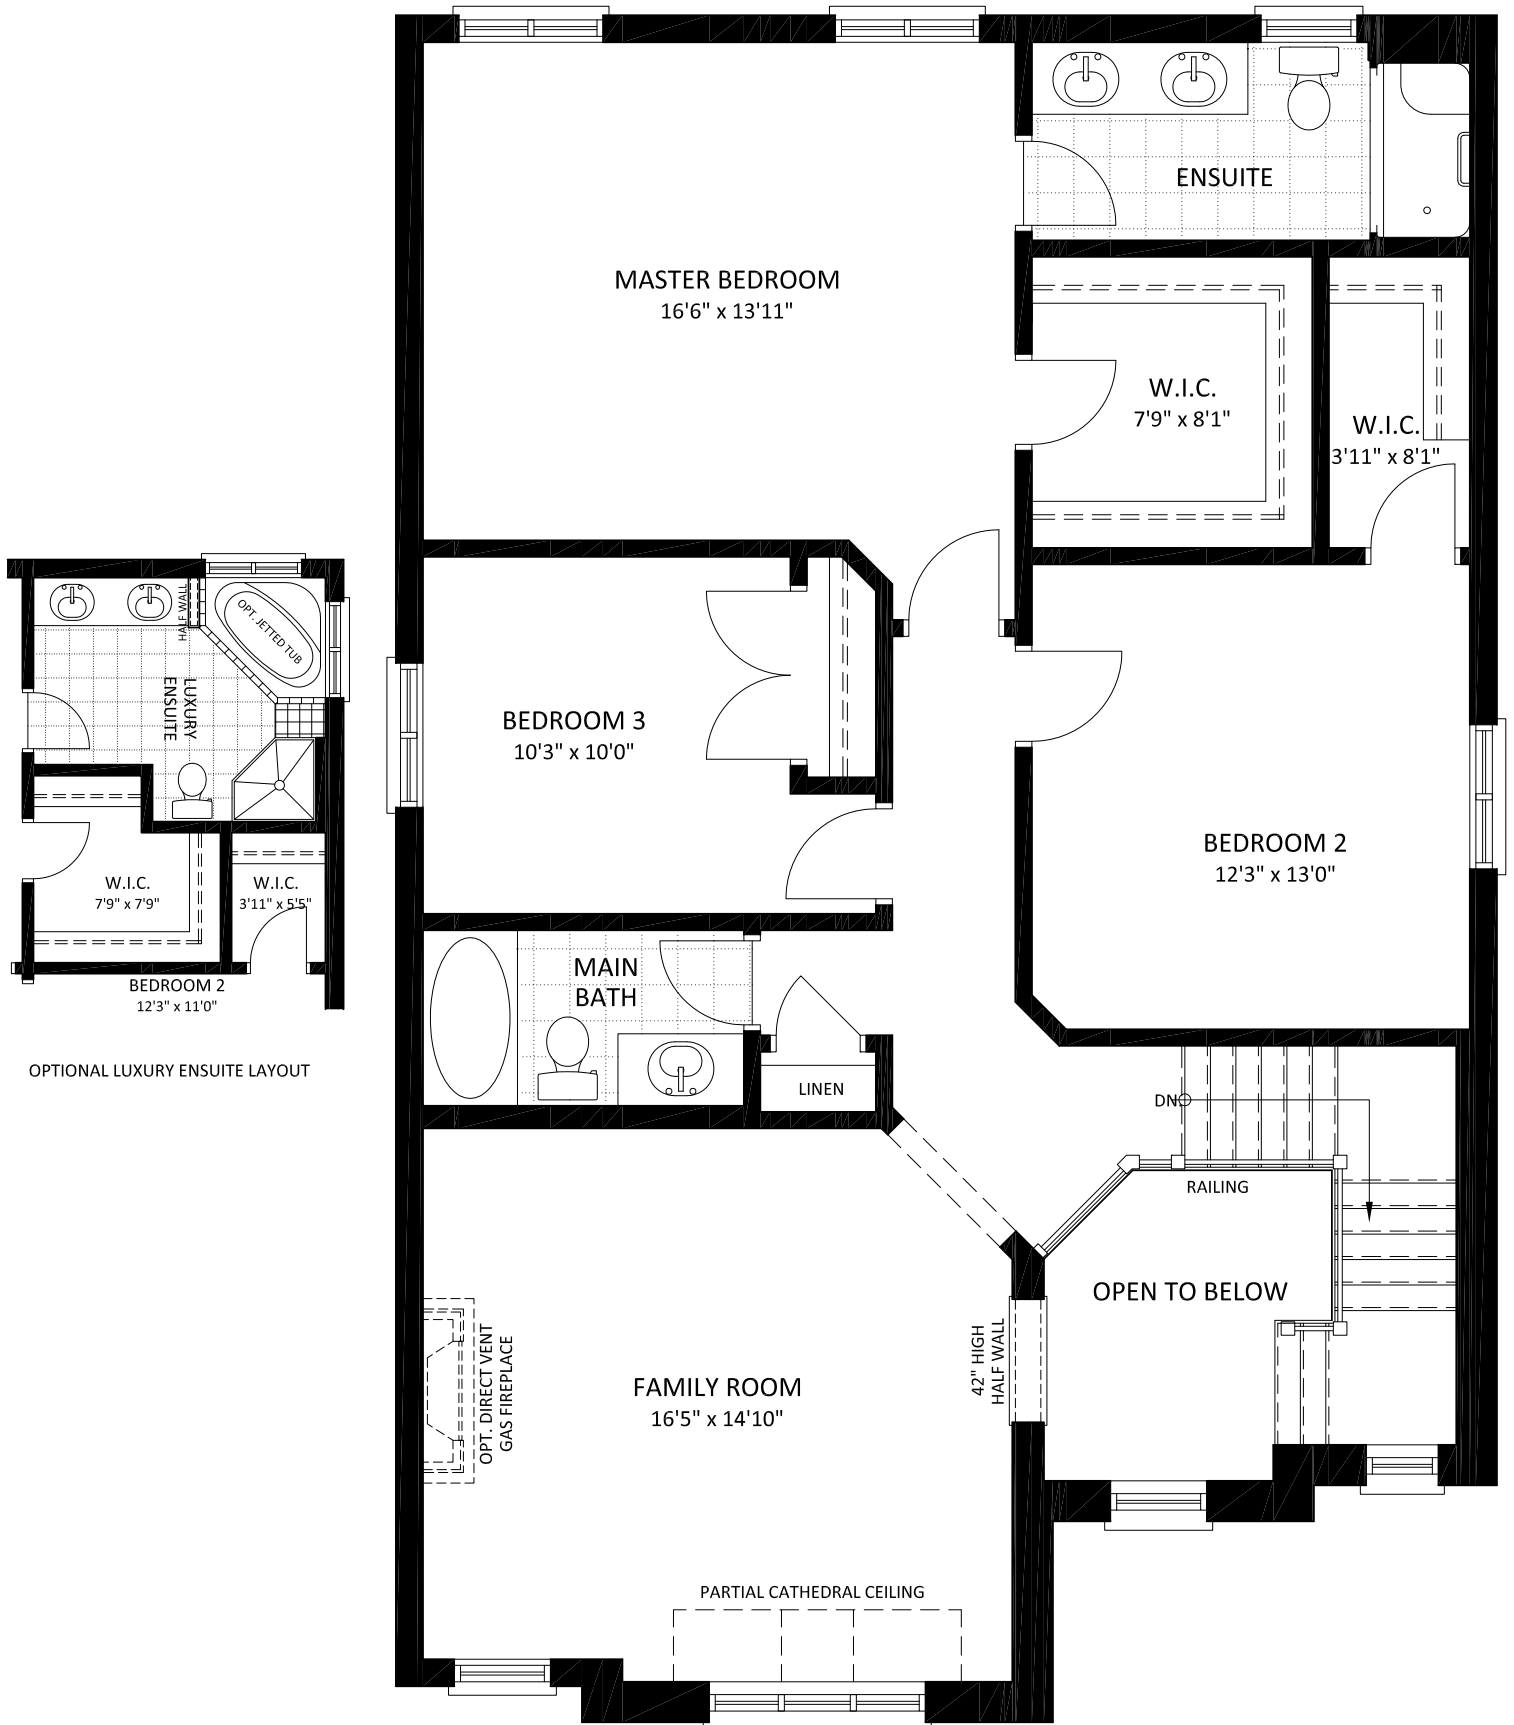 ENSUITE
MASTER BEDROOM
16'6" x 13'11"
W.I.C.
7'9" x 8'1"
W.I.C.
3'11" x 8'1"
BEDROOM 3
10'3" x 10'0"
BEDROOM 2
12'3" x 13'0"
MAIN
BATH
LINEN
DN.
RAILING
OPEN TO BELOW
42" HIGH
HALF WALL
FAMILY ROOM
16'5" x 14'10"
OPT. DIRECT VENT
GAS FIREPLACE
PARTIAL CATHEDRAL CEILING
HALF WALL
OPT. JETTED TUB
LUXURY
ENSUITE
W.I.C.
7'9" x 7'9"
W.I.C.
3'11" x 5'5"
BEDROOM 2
12'3" x 11'0"
OPTIONAL LUXURY ENSUITE LAYOUT